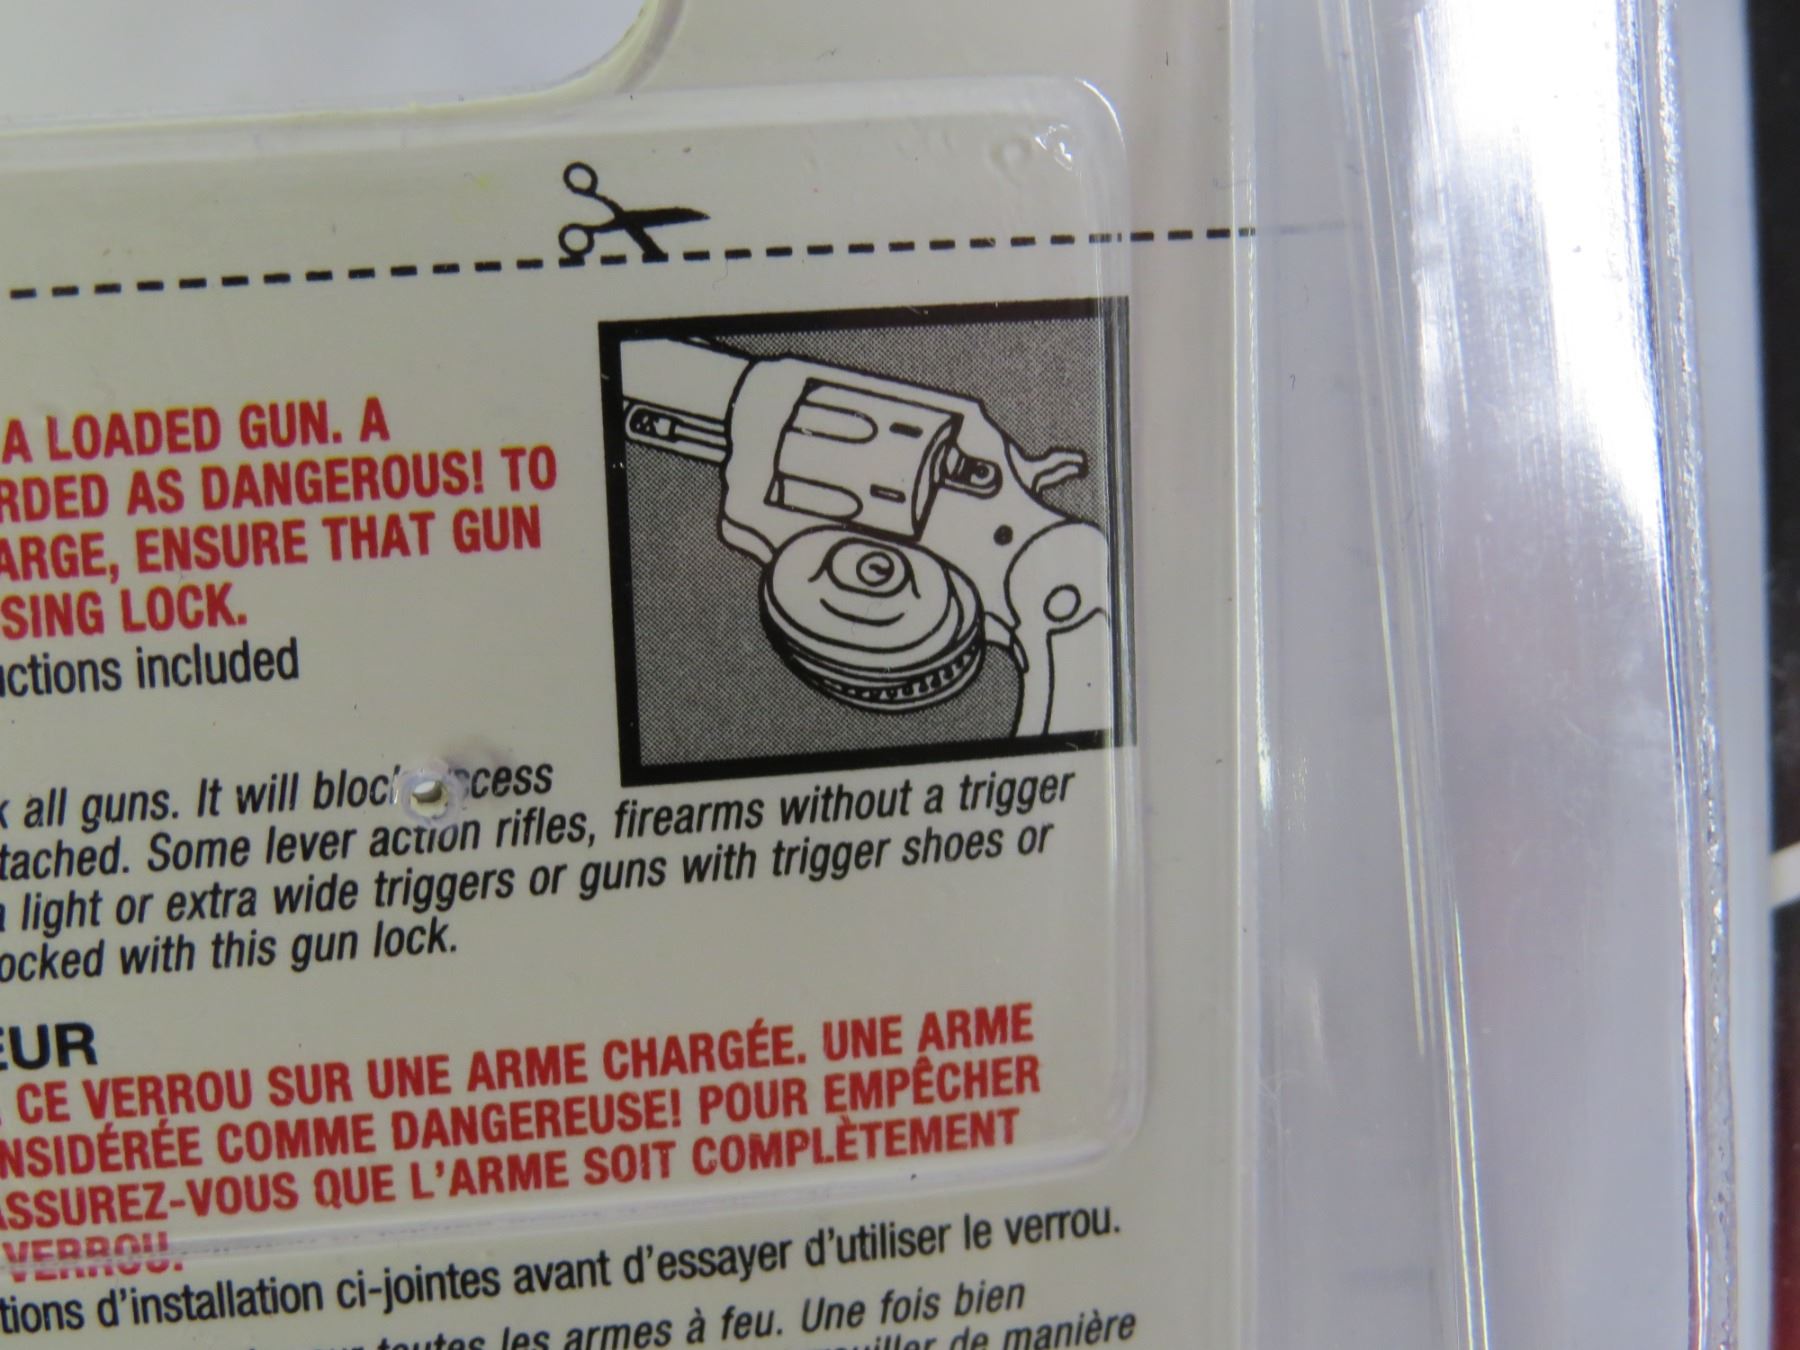 A LOADED GUN. A
RDED AS DANGEROUS! TO
ARGE, ENSURE THAT GUN
SING LOCK.
uctions included
k all guns. It will block access
tached. Some lever action rifles, firearms without a trigger
a light or extra wide triggers or guns with trigger shoes or
ocked with this gun lock.
EUR
CE VERROU SUR UNE ARME CHARGÉE. UNE ARME
NSIDÉRÉE COMME DANGEREUSE! POUR EMPÊCHER
ASSUREZ-VOUS QUE L'ARME SOIT COMPLÈTEMENT
VERROU.
tions d'installation ci-jointes avant d'essayer d'utiliser le verrou.
toutes les armes à feu. Une fois bien
de manière